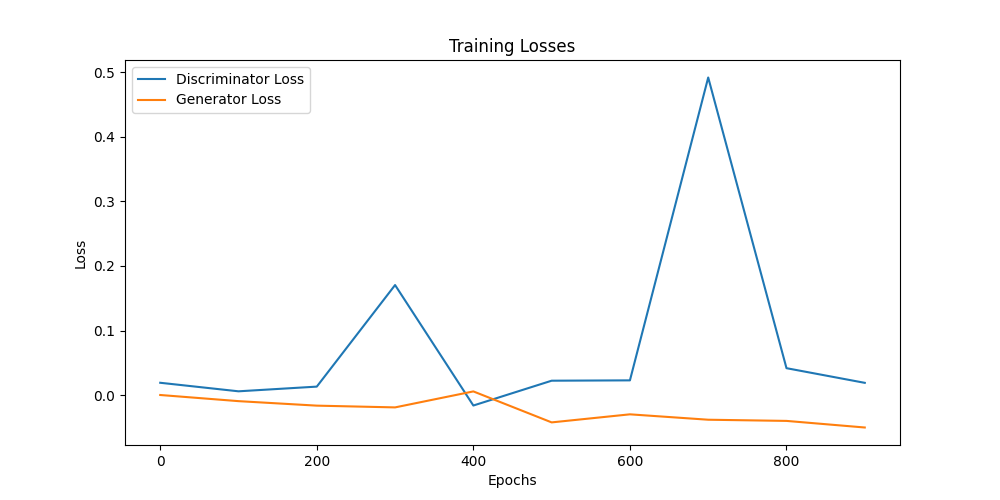 Training Losses
Discriminator Loss
Generator Loss
0.5
0.4
0.3
0.2
0.1
0.0
Loss
0 200 400 600 800
Epochs